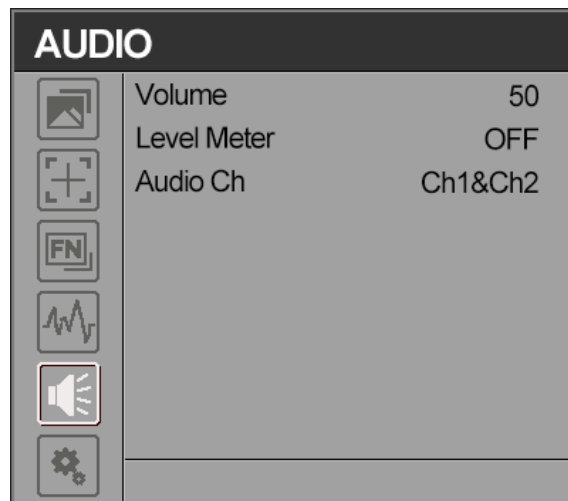 AUDIO
Volume 50
Level Meter OFF
Audio Ch Ch1&Ch2
FN